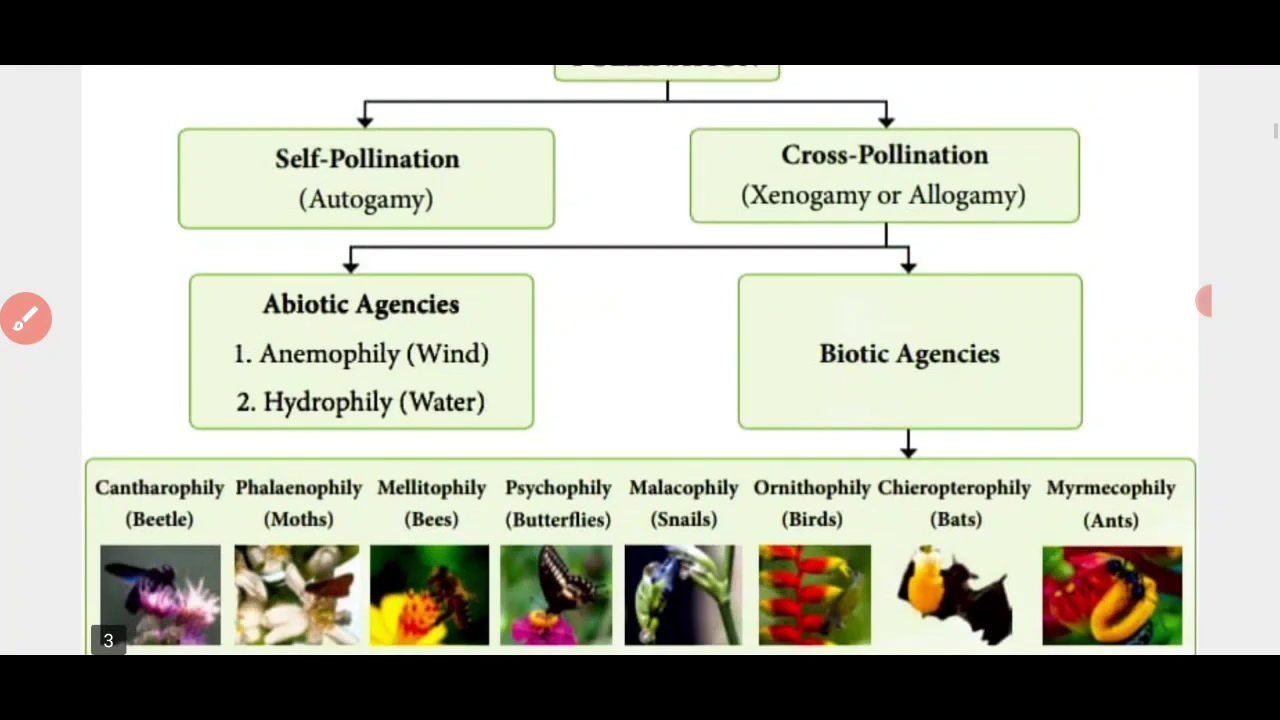 Self-Pollination
(Autogamy)
Cross-Pollination
(Xenogamy or Allogamy)
Abiotic Agencies
1. Anemophily (Wind)
2. Hydrophily (Water)
Biotic Agencies
Cantharophily
(Beetle)
Phalaenophily
(Moths)
Mellitophily
(Bees)
Psychophily
(Butterflies)
Malacophily
(Snails)
Ornithophily
(Birds)
Chieropterophily
(Bats)
Myrmecophily
(Ants)
3